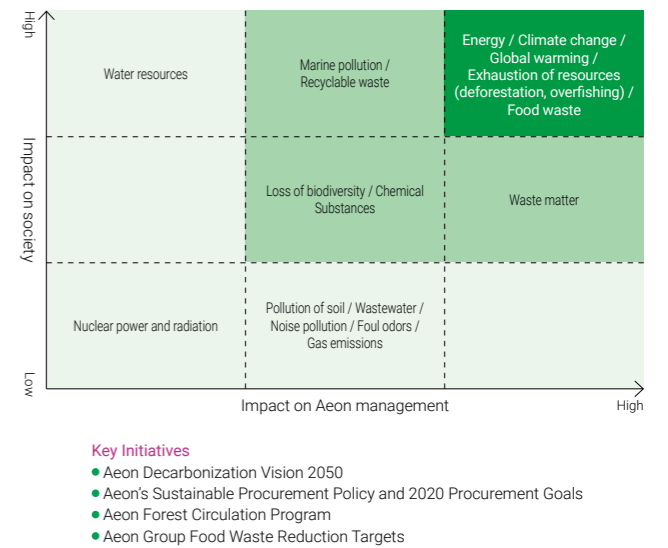 High
Energy / Climate change /
Global warming /
Exhaustion of resources
(deforestation, overfishing) /
Food waste
Marine pollution /
Recyclable waste
Water resources
Impact on society
Loss of biodiversity / Chemical
Substances
Waste matter
Nuclear power and radiation
Pollution of soil / Wastewater /
Noise pollution / Foul odors /
Gas emissions
Low
Impact on Aeon management
High
Key Initiatives
● Aeon Decarbonization Vision 2050
● Aeon's Sustainable Procurement Policy and 2020 Procurement Goals
● Aeon Forest Circulation Program
● Aeon Group Food Waste Reduction Targets